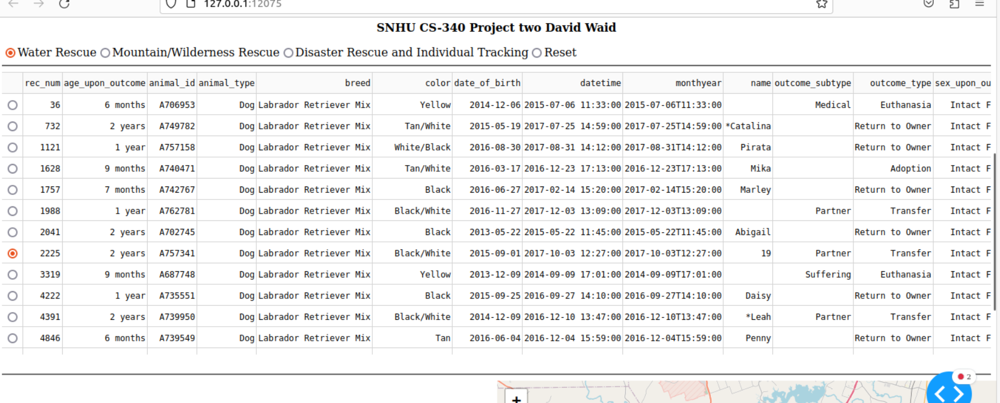 127.0.0.1:12075
SNHU CS-340 Project two David Waid
Water Rescue Mountain/Wilderness Rescue Disaster Rescue and Individual Tracking Reset
rec_num age_upon_outcome animal_id animal_type breed color date_of_birth datetime monthyear name outcome_subtype outcome_type sex_upon_ou
36 6 months A706953 Dog Labrador Retriever Mix Yellow 2014-12-06 2015-07-06 11:33:00 2015-07-06T11:33:00 Medical Euthanasia Intact F
732 2 years A749782 Dog Labrador Retriever Mix Tan/White 2015-05-19 2017-07-25 14:59:00 2017-07-25T14:59:00 *Catalina Return to Owner Intact F
1121 1 year A757158 Dog Labrador Retriever Mix White/Black 2016-08-30 2017-08-31 14:12:00 2017-08-31T14:12:00 Pirata Return to Owner Intact F
1628 9 months A740471 Dog Labrador Retriever Mix Tan/White 2016-03-17 2016-12-23 17:13:00 2016-12-23T17:13:00 Mika Adoption Intact F
1757 7 months A742767 Dog Labrador Retriever Mix Black 2016-06-27 2017-02-14 15:20:00 2017-02-14T15:20:00 Marley Return to Owner Intact F
1988 1 year A762781 Dog Labrador Retriever Mix Black/White 2016-11-27 2017-12-03 13:09:00 2017-12-03T13:09:00 Partner Transfer Intact F
2041 2 years A702745 Dog Labrador Retriever Mix Black 2013-05-22 2015-05-22 11:45:00 2015-05-22T11:45:00 Abigail Return to Owner Intact F
2225 2 years A757341 Dog Labrador Retriever Mix Black/White 2015-09-01 2017-10-03 12:27:00 2017-10-03T12:27:00 19 Partner Transfer Intact F
3319 9 months A687748 Dog Labrador Retriever Mix Yellow 2013-12-09 2014-09-09 17:01:00 2014-09-09T17:01:00 Suffering Euthanasia Intact F
4222 1 year A735551 Dog Labrador Retriever Mix Black 2015-09-25 2016-09-27 14:10:00 2016-09-27T14:10:00 Daisy Return to Owner Intact F
4391 2 years A739950 Dog Labrador Retriever Mix Black/White 2014-12-09 2016-12-10 13:47:00 2016-12-10T13:47:00 *Leah Partner Transfer Intact F
4846 6 months A739549 Dog Labrador Retriever Mix Tan 2016-06-04 2016-12-04 15:59:00 2016-12-04T15:59:00 Penny Return to Owner Intact F
2
+